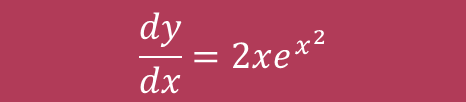 dy/dx = 2xe^{x^2}